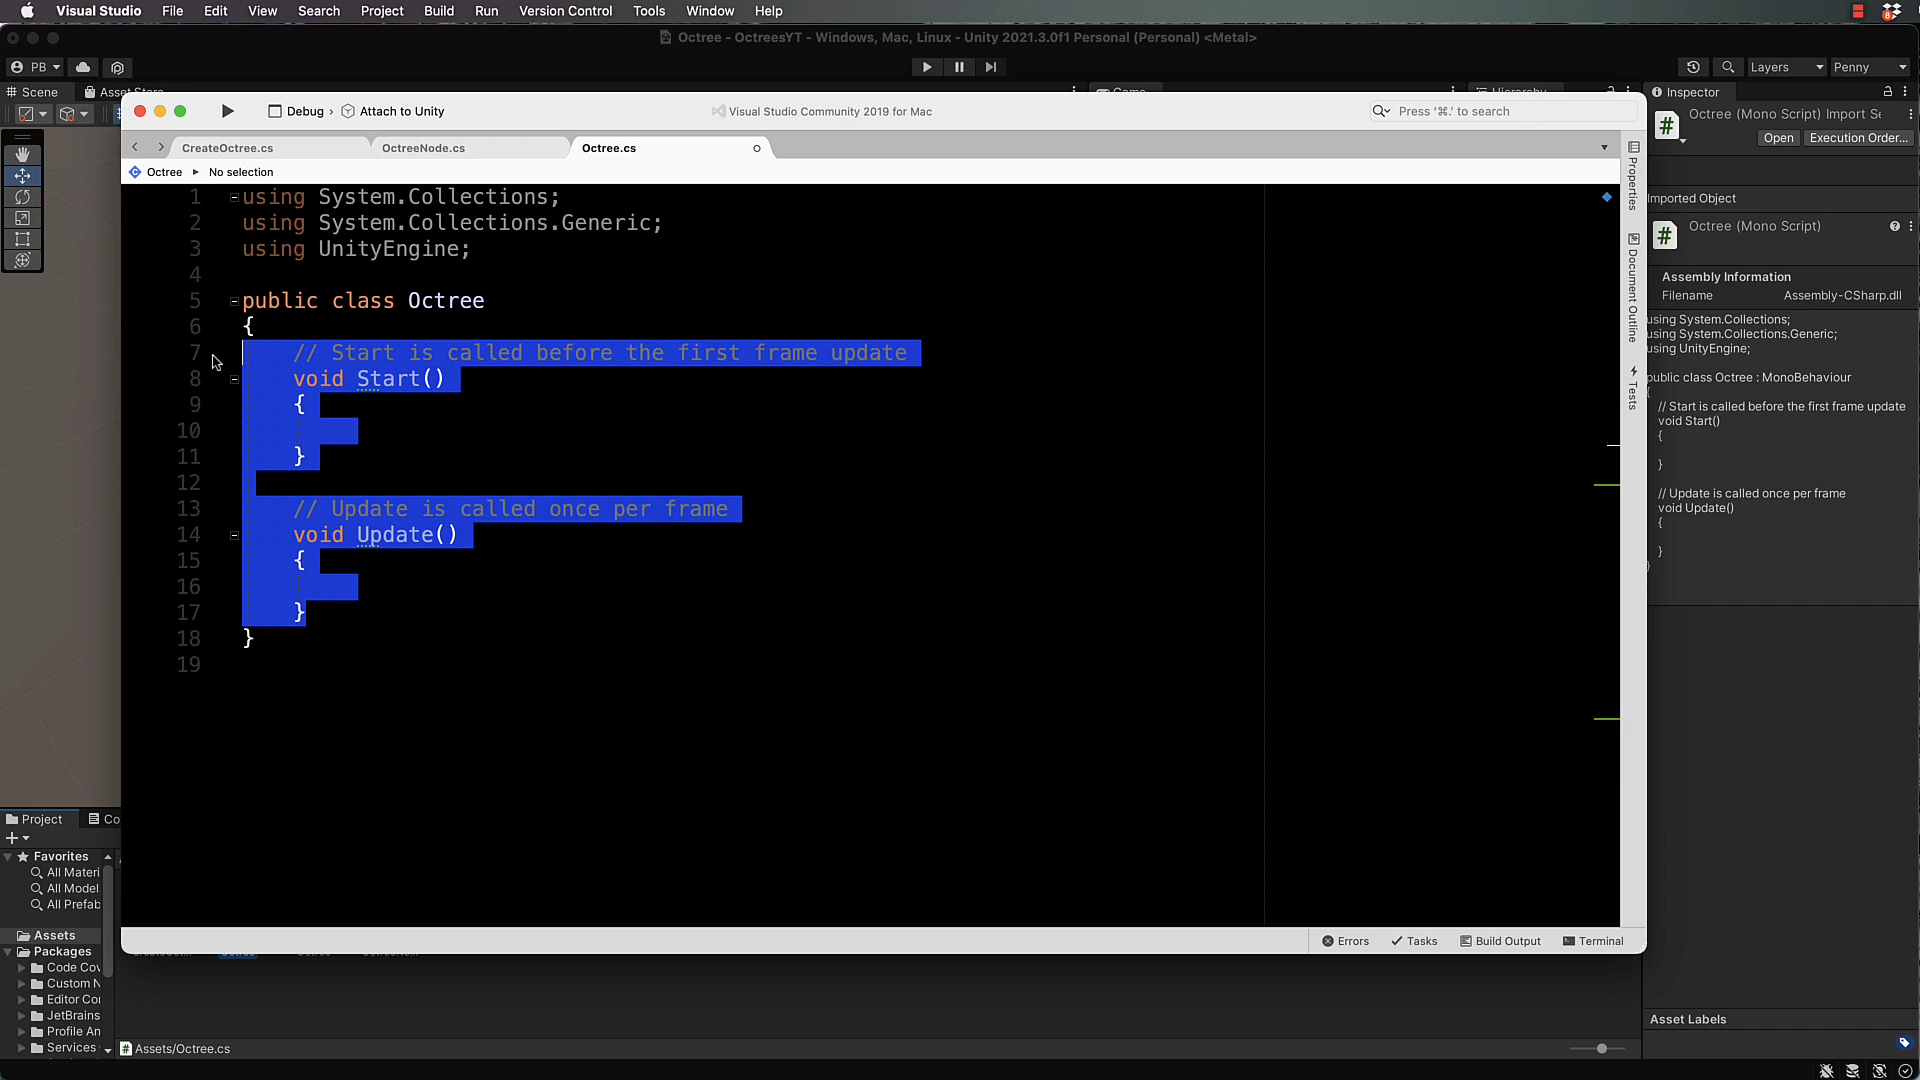 Visual Studio File Edit View Search Project Build Run Version Control Tools Window Help
8
Octree - OctreesYT - Windows, Mac, Linux - Unity 2021.3.0f1 Personal (Personal) <Metal>
PB Layers Penny
Scene Asset Store Game Hierarchy Inspector
Debug › Attach to Unity Visual Studio Community 2019 for Mac Press '⌘.' to search
Octree (Mono Script) Import Se
Open Execution Order...
CreateOctree.cs OctreeNode.cs Octree.cs
Octree ▸ No selection
1 using System.Collections;
2 using System.Collections.Generic;
3 using UnityEngine;
4
5 public class Octree
6 {
7 // Start is called before the first frame update
8 void Start()
9 {
10
11 }
12
13 // Update is called once per frame
14 void Update()
15 {
16
17 }
18 }
19
Properties
Document Outline
Tests
Imported Object
Octree (Mono Script)
Assembly Information
Filename Assembly-CSharp.dll
using System.Collections;
using System.Collections.Generic;
using UnityEngine;
public class Octree : MonoBehaviour
{
// Start is called before the first frame update
void Start()
{
}
// Update is called once per frame
void Update()
{
}
}
Project Co
Favorites
All Materi
All Model
All Prefab
Assets
Packages
Code Cov
Custom N
Editor Cor
JetBrains
Profile An
Services
Errors Tasks Build Output Terminal
Assets/Octree.cs
Asset Labels